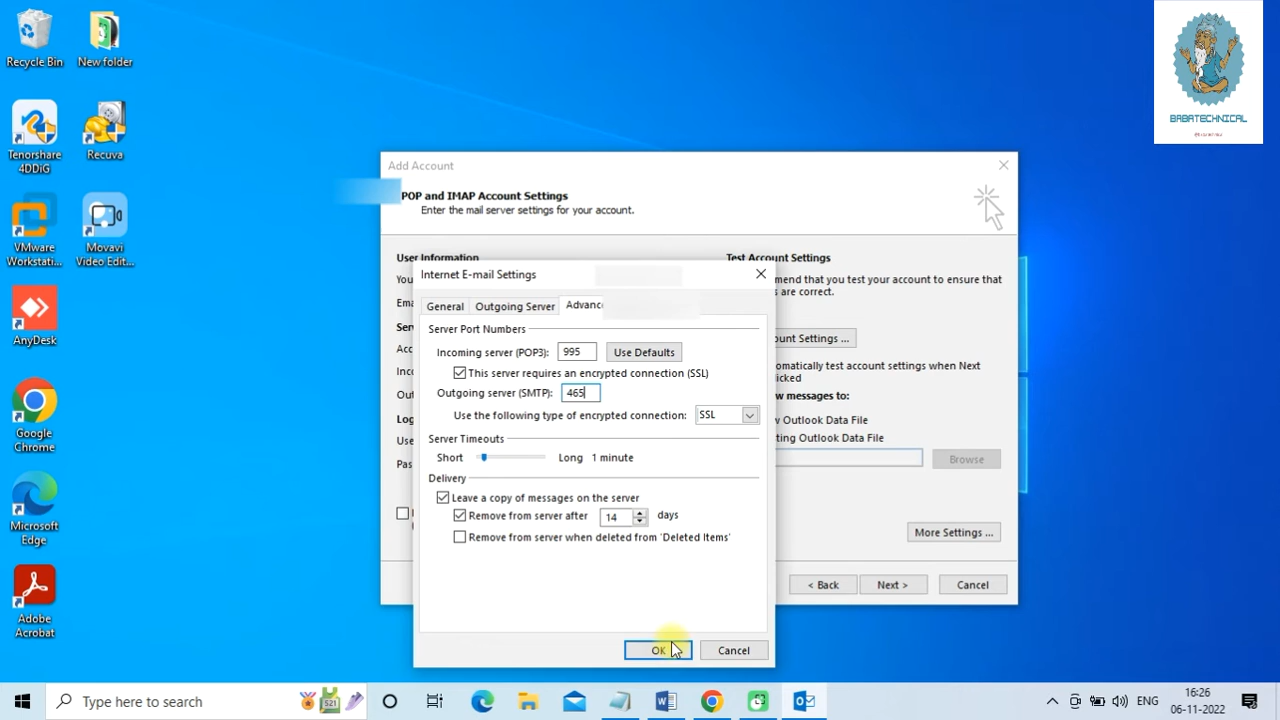 Recycle Bin
New folder
Tenorshare
4DDiG
Recuva
VMware
Workstati...
Movavi
Video Edit...
AnyDesk
Google
Chrome
Microsoft
Edge
Adobe
Acrobat
BABATECHNICAL
Add Account
POP and IMAP Account Settings
Enter the mail server settings for your account.
User Information
Test Account Settings
mend that you test your account to ensure that
s are correct.
ount Settings ...
tomatically test account settings when Next
licked
w messages to:
w Outlook Data File
ting Outlook Data File
Browse
More Settings ...
< Back
Next >
Cancel
Internet E-mail Settings
General
Outgoing Server
Advanc
Server Port Numbers
Incoming server (POP3):
995
Use Defaults
This server requires an encrypted connection (SSL)
Outgoing server (SMTP):
465
Use the following type of encrypted connection:
SSL
Server Timeouts
Short
Long
1 minute
Delivery
Leave a copy of messages on the server
Remove from server after
14
days
Remove from server when deleted from 'Deleted Items'
OK
Cancel
Type here to search
521
ENG
16:26
06-11-2022